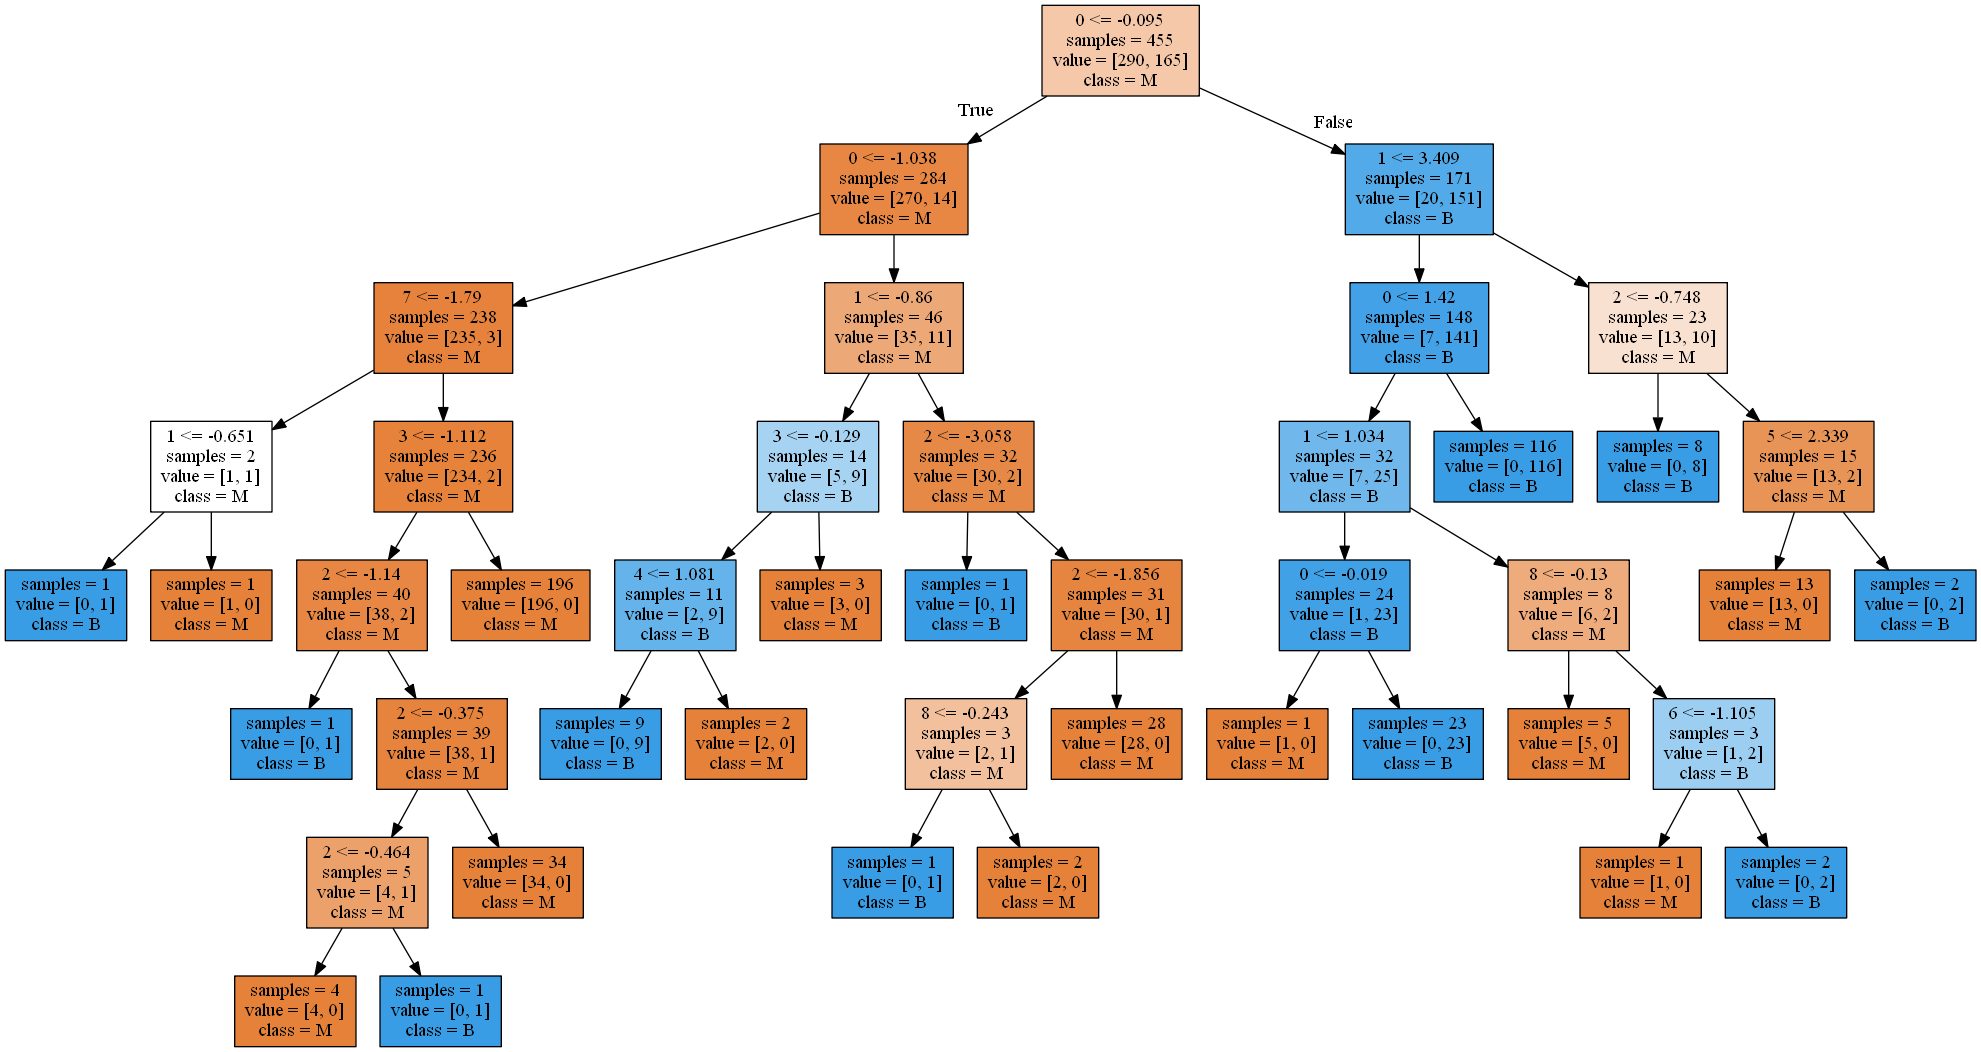 0 <= -0.095
samples = 455
value = [290, 165]
class = M
True
False
0 <= -1.038
samples = 284
value = [270, 14]
class = M
1 <= 3.409
samples = 171
value = [20, 151]
class = B
7 <= -1.79
samples = 238
value = [235, 3]
class = M
1 <= -0.86
samples = 46
value = [35, 11]
class = M
0 <= 1.42
samples = 148
value = [7, 141]
class = B
2 <= -0.748
samples = 23
value = [13, 10]
class = M
1 <= -0.651
samples = 2
value = [1, 1]
class = M
3 <= -1.112
samples = 236
value = [234, 2]
class = M
3 <= -0.129
samples = 14
value = [5, 9]
class = B
2 <= -3.058
samples = 32
value = [30, 2]
class = M
1 <= 1.034
samples = 32
value = [7, 25]
class = B
samples = 116
value = [0, 116]
class = B
samples = 8
value = [0, 8]
class = B
5 <= 2.339
samples = 15
value = [13, 2]
class = M
samples = 1
value = [0, 1]
class = B
samples = 1
value = [1, 0]
class = M
2 <= -1.14
samples = 40
value = [38, 2]
class = M
samples = 196
value = [196, 0]
class = M
4 <= 1.081
samples = 11
value = [2, 9]
class = B
samples = 3
value = [3, 0]
class = M
samples = 1
value = [0, 1]
class = B
2 <= -1.856
samples = 31
value = [30, 1]
class = M
0 <= -0.019
samples = 24
value = [1, 23]
class = B
8 <= -0.13
samples = 8
value = [6, 2]
class = M
samples = 13
value = [13, 0]
class = M
samples = 2
value = [0, 2]
class = B
samples = 1
value = [0, 1]
class = B
2 <= -0.375
samples = 39
value = [38, 1]
class = M
samples = 9
value = [0, 9]
class = B
samples = 2
value = [2, 0]
class = M
8 <= -0.243
samples = 3
value = [2, 1]
class = M
samples = 28
value = [28, 0]
class = M
samples = 1
value = [1, 0]
class = M
samples = 23
value = [0, 23]
class = B
samples = 5
value = [5, 0]
class = M
6 <= -1.105
samples = 3
value = [1, 2]
class = B
2 <= -0.464
samples = 5
value = [4, 1]
class = M
samples = 34
value = [34, 0]
class = M
samples = 1
value = [0, 1]
class = B
samples = 2
value = [2, 0]
class = M
samples = 1
value = [1, 0]
class = M
samples = 2
value = [0, 2]
class = B
samples = 4
value = [4, 0]
class = M
samples = 1
value = [0, 1]
class = B